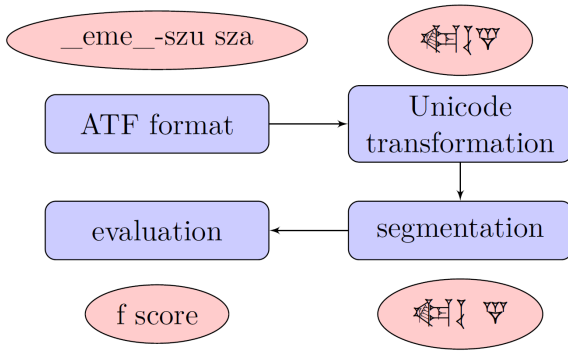 _eme_-szu sza
ATF format
Unicode
transformation
evaluation
segmentation
f score